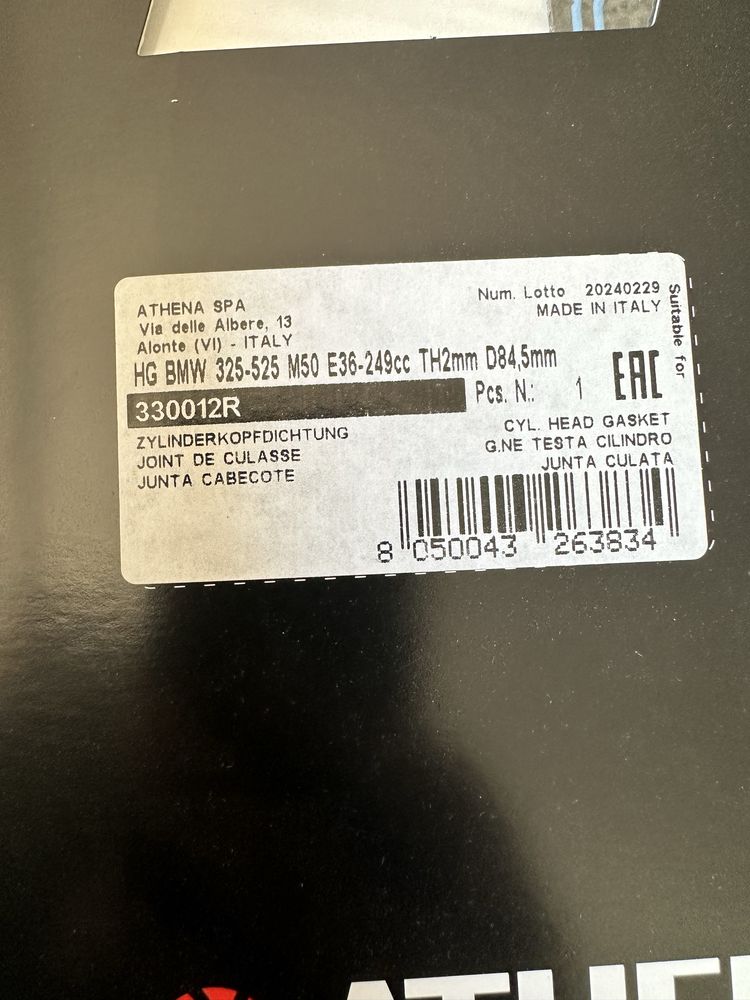 ATHENA SPA
Via delle Albere, 13
Alonte (VI) - ITALY
Num. Lotto 20240229
MADE IN ITALY
Suitable for
HG BMW 325-525 M50 E36-249cc TH2mm D84,5mm
330012R
Pcs. N.: 1
EAC
ZYLINDERKOPFDICHTUNG
JOINT DE CULASSE
JUNTA CABECOTE
CYL. HEAD GASKET
G.NE TESTA CILINDRO
JUNTA CULATA
8 050043 263834